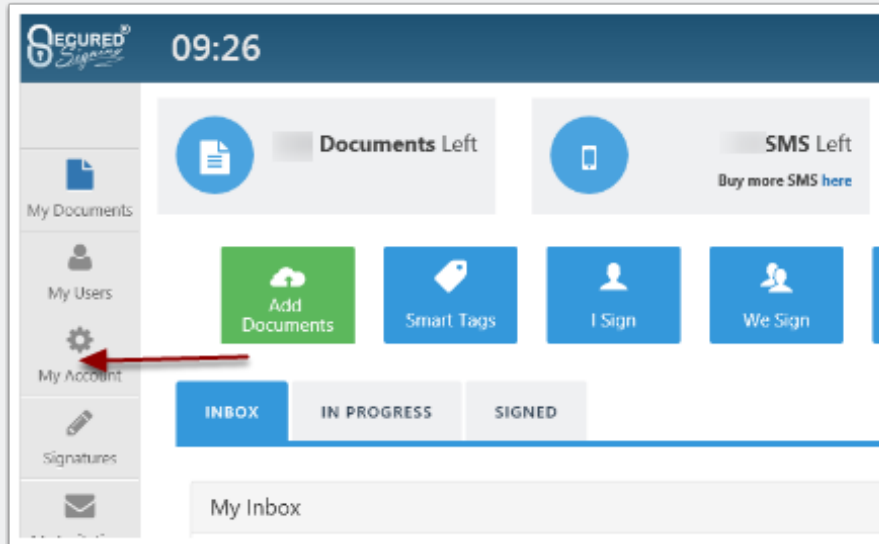 SECURED
Signing
09:26
Documents Left
SMS Left
Buy more SMS here
My Documents
My Users
My Account
Signatures
Add
Documents
Smart Tags
I Sign
We Sign
INBOX
IN PROGRESS
SIGNED
My Inbox